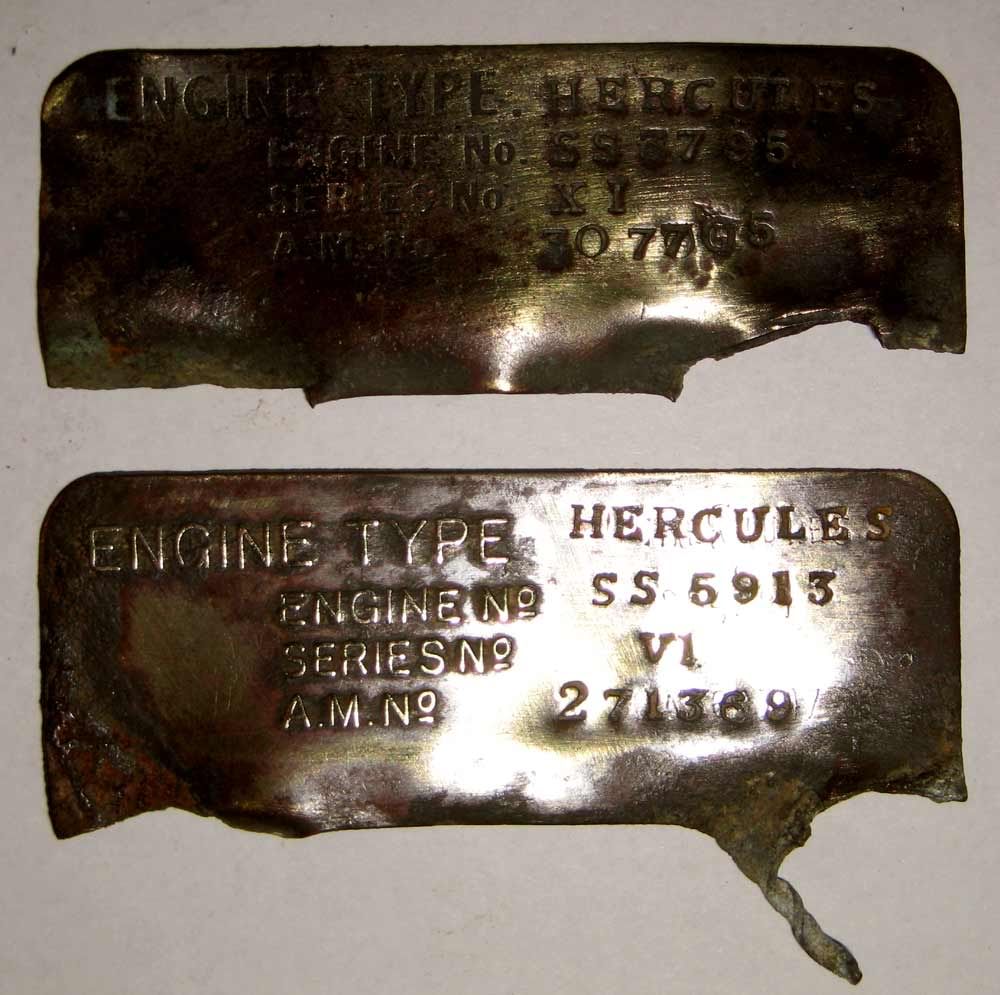 ENGINE TYPE. HERCULES
ENGINE No. SS 3795
SERIES No. XI
A.M. No
ENGINE TYPE HERCULES
ENGINE Nº SS 5913
SERIES Nº VI
A.M. Nº 271369